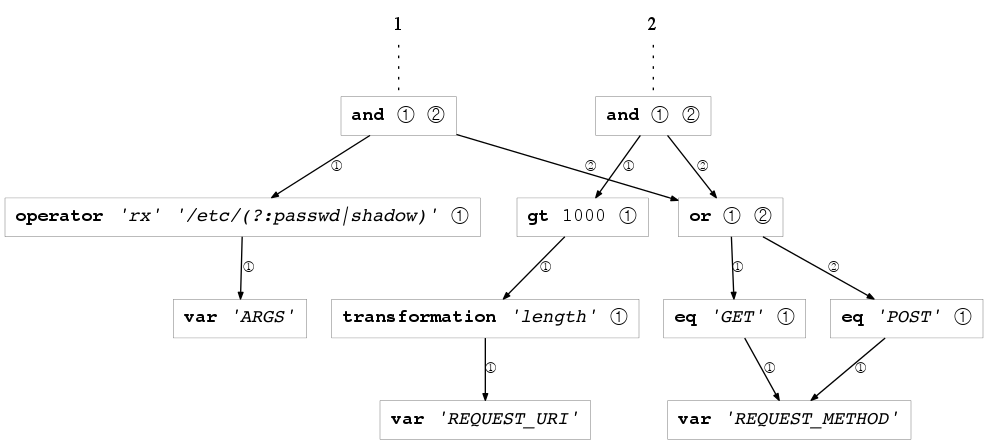 1 2
and ① ② and ① ②
① ② ① ②
operator 'rx' '/etc/(?:passwd|shadow)' ① gt 1000 ① or ① ②
① ① ① ②
var 'ARGS' transformation 'length' ① eq 'GET' ① eq 'POST' ①
① ① ①
var 'REQUEST_URI' var 'REQUEST_METHOD'